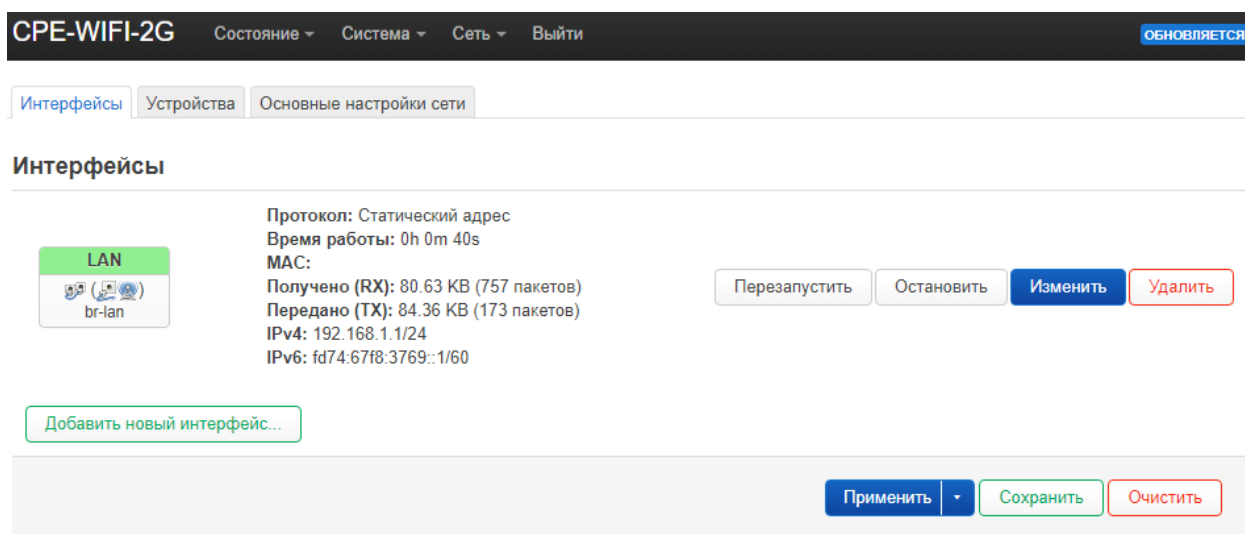 CPE-WIFI-2G Состояние Система Сеть Выйти ОБНОВЛЯЕТСЯ
Интерфейсы Устройства Основные настройки сети
Интерфейсы
Протокол: Статический адрес
Время работы: 0h 0m 40s
LAN
MAC:
Получено (RX): 80.63 KB (757 пакетов)
Перезапустить Остановить Изменить Удалить
br-lan
Передано (TX): 84.36 KB (173 пакетов)
IPv4: 192.168.1.1/24
IPv6: fd74:67f8:3769::1/60
Добавить новый интерфейс...
Применить Сохранить Очистить